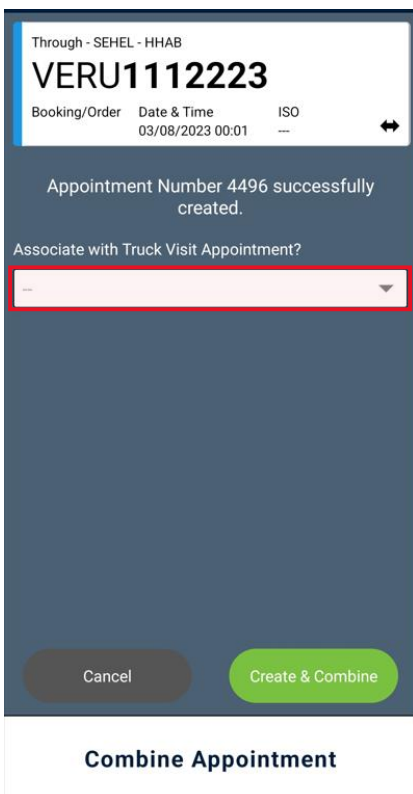 Through - SEHEL - HHAB
VERU1112223
Booking/Order Date & Time ISO
03/08/2023 00:01 ---
Appointment Number 4496 successfully
created.
Associate with Truck Visit Appointment?
--
Cancel Create & Combine
Combine Appointment